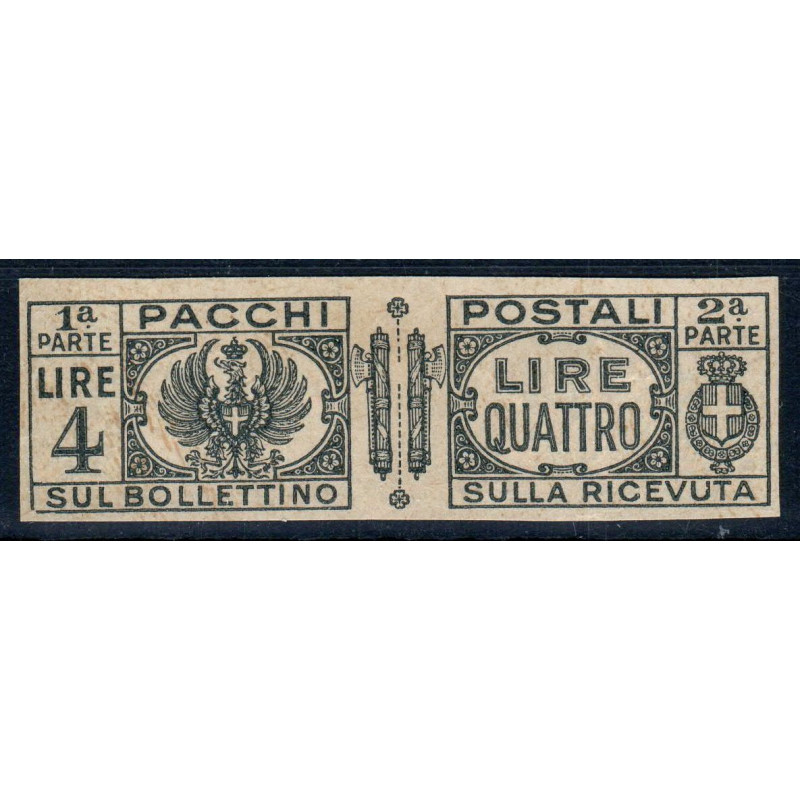 1ª PARTE
PACCHI
LIRE 4
SUL BOLLETTINO
POSTALI
2ª PARTE
LIRE QUATTRO
SULLA RICEVUTA